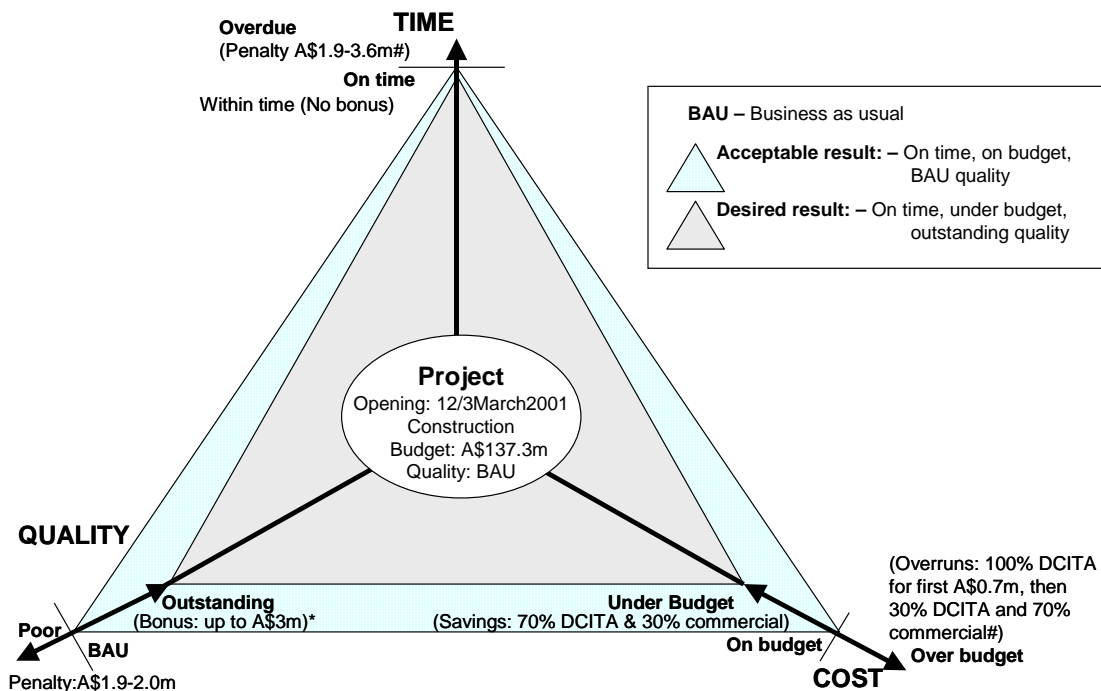 TIME
Overdue
(Penalty A$1.9-3.6m#)
On time
Within time (No bonus)
BAU – Business as usual
Acceptable result: – On time, on budget,
BAU quality
Desired result: – On time, under budget,
outstanding quality
Project
Opening: 12/3March2001
Construction
Budget: A$137.3m
Quality: BAU
QUALITY
Outstanding
(Bonus: up to A$3m)*
Poor
BAU
Penalty:A$1.9-2.0m
Under Budget
(Savings: 70% DCITA & 30% commercial)
On budget
(Overruns: 100% DCITA
for first A$0.7m, then
30% DCITA and 70%
commercial#)
Over budget
COST